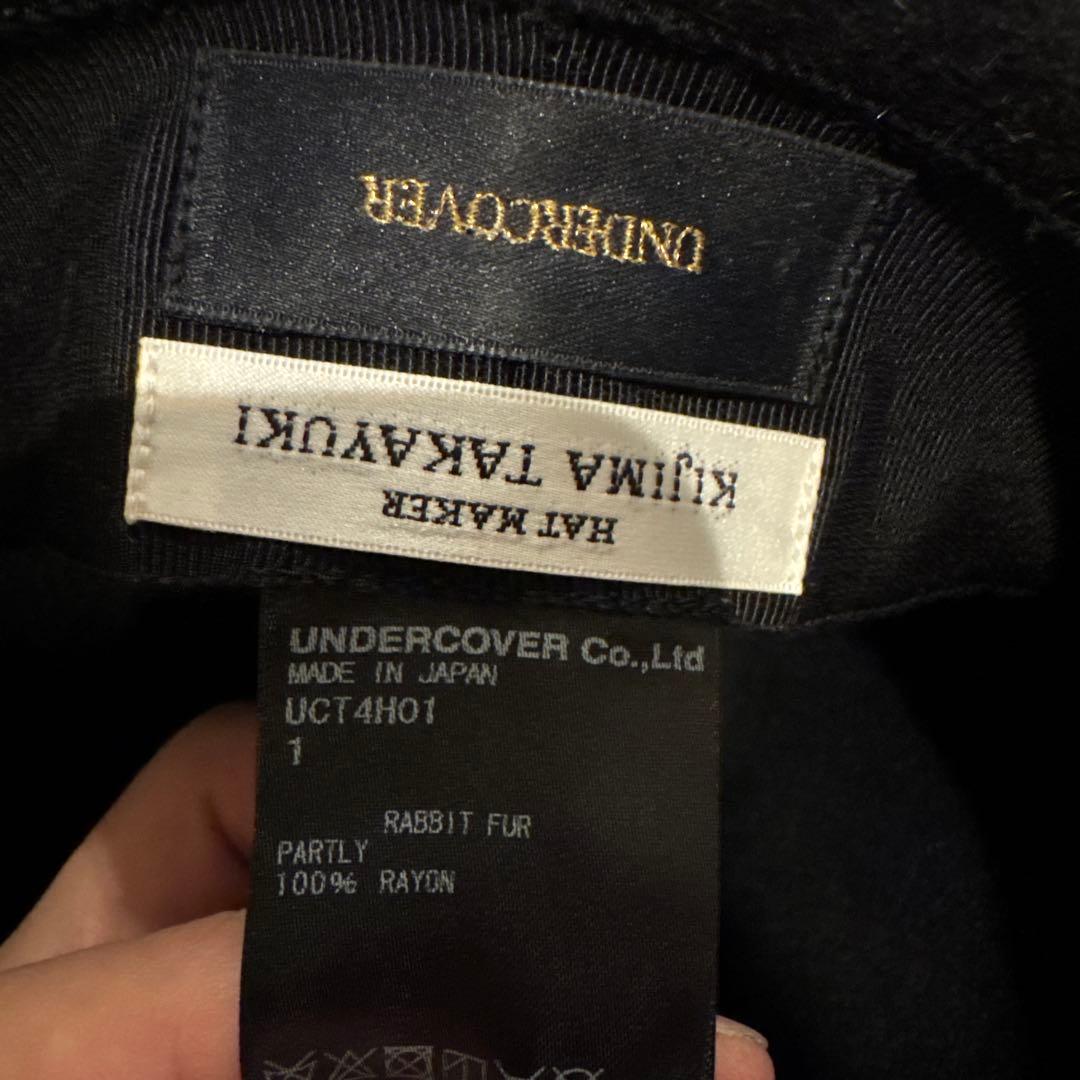 UNDERCOVER
HAT MAKER
KIJIMA TAKAYUKI
UNDERCOVER Co.,Ltd
MADE IN JAPAN
UCT4H01
1
RABBIT FUR
PARTLY
100% RAYON